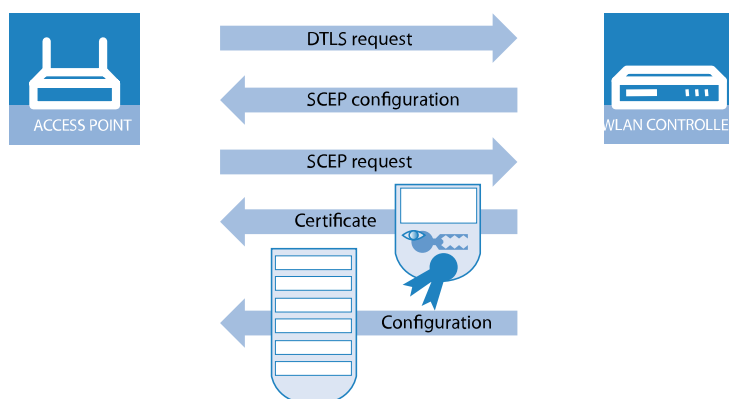 DTLS request
SCEP configuration
ACCESS POINT
WLAN CONTROLLE
SCEP request
Certificate
Configuration